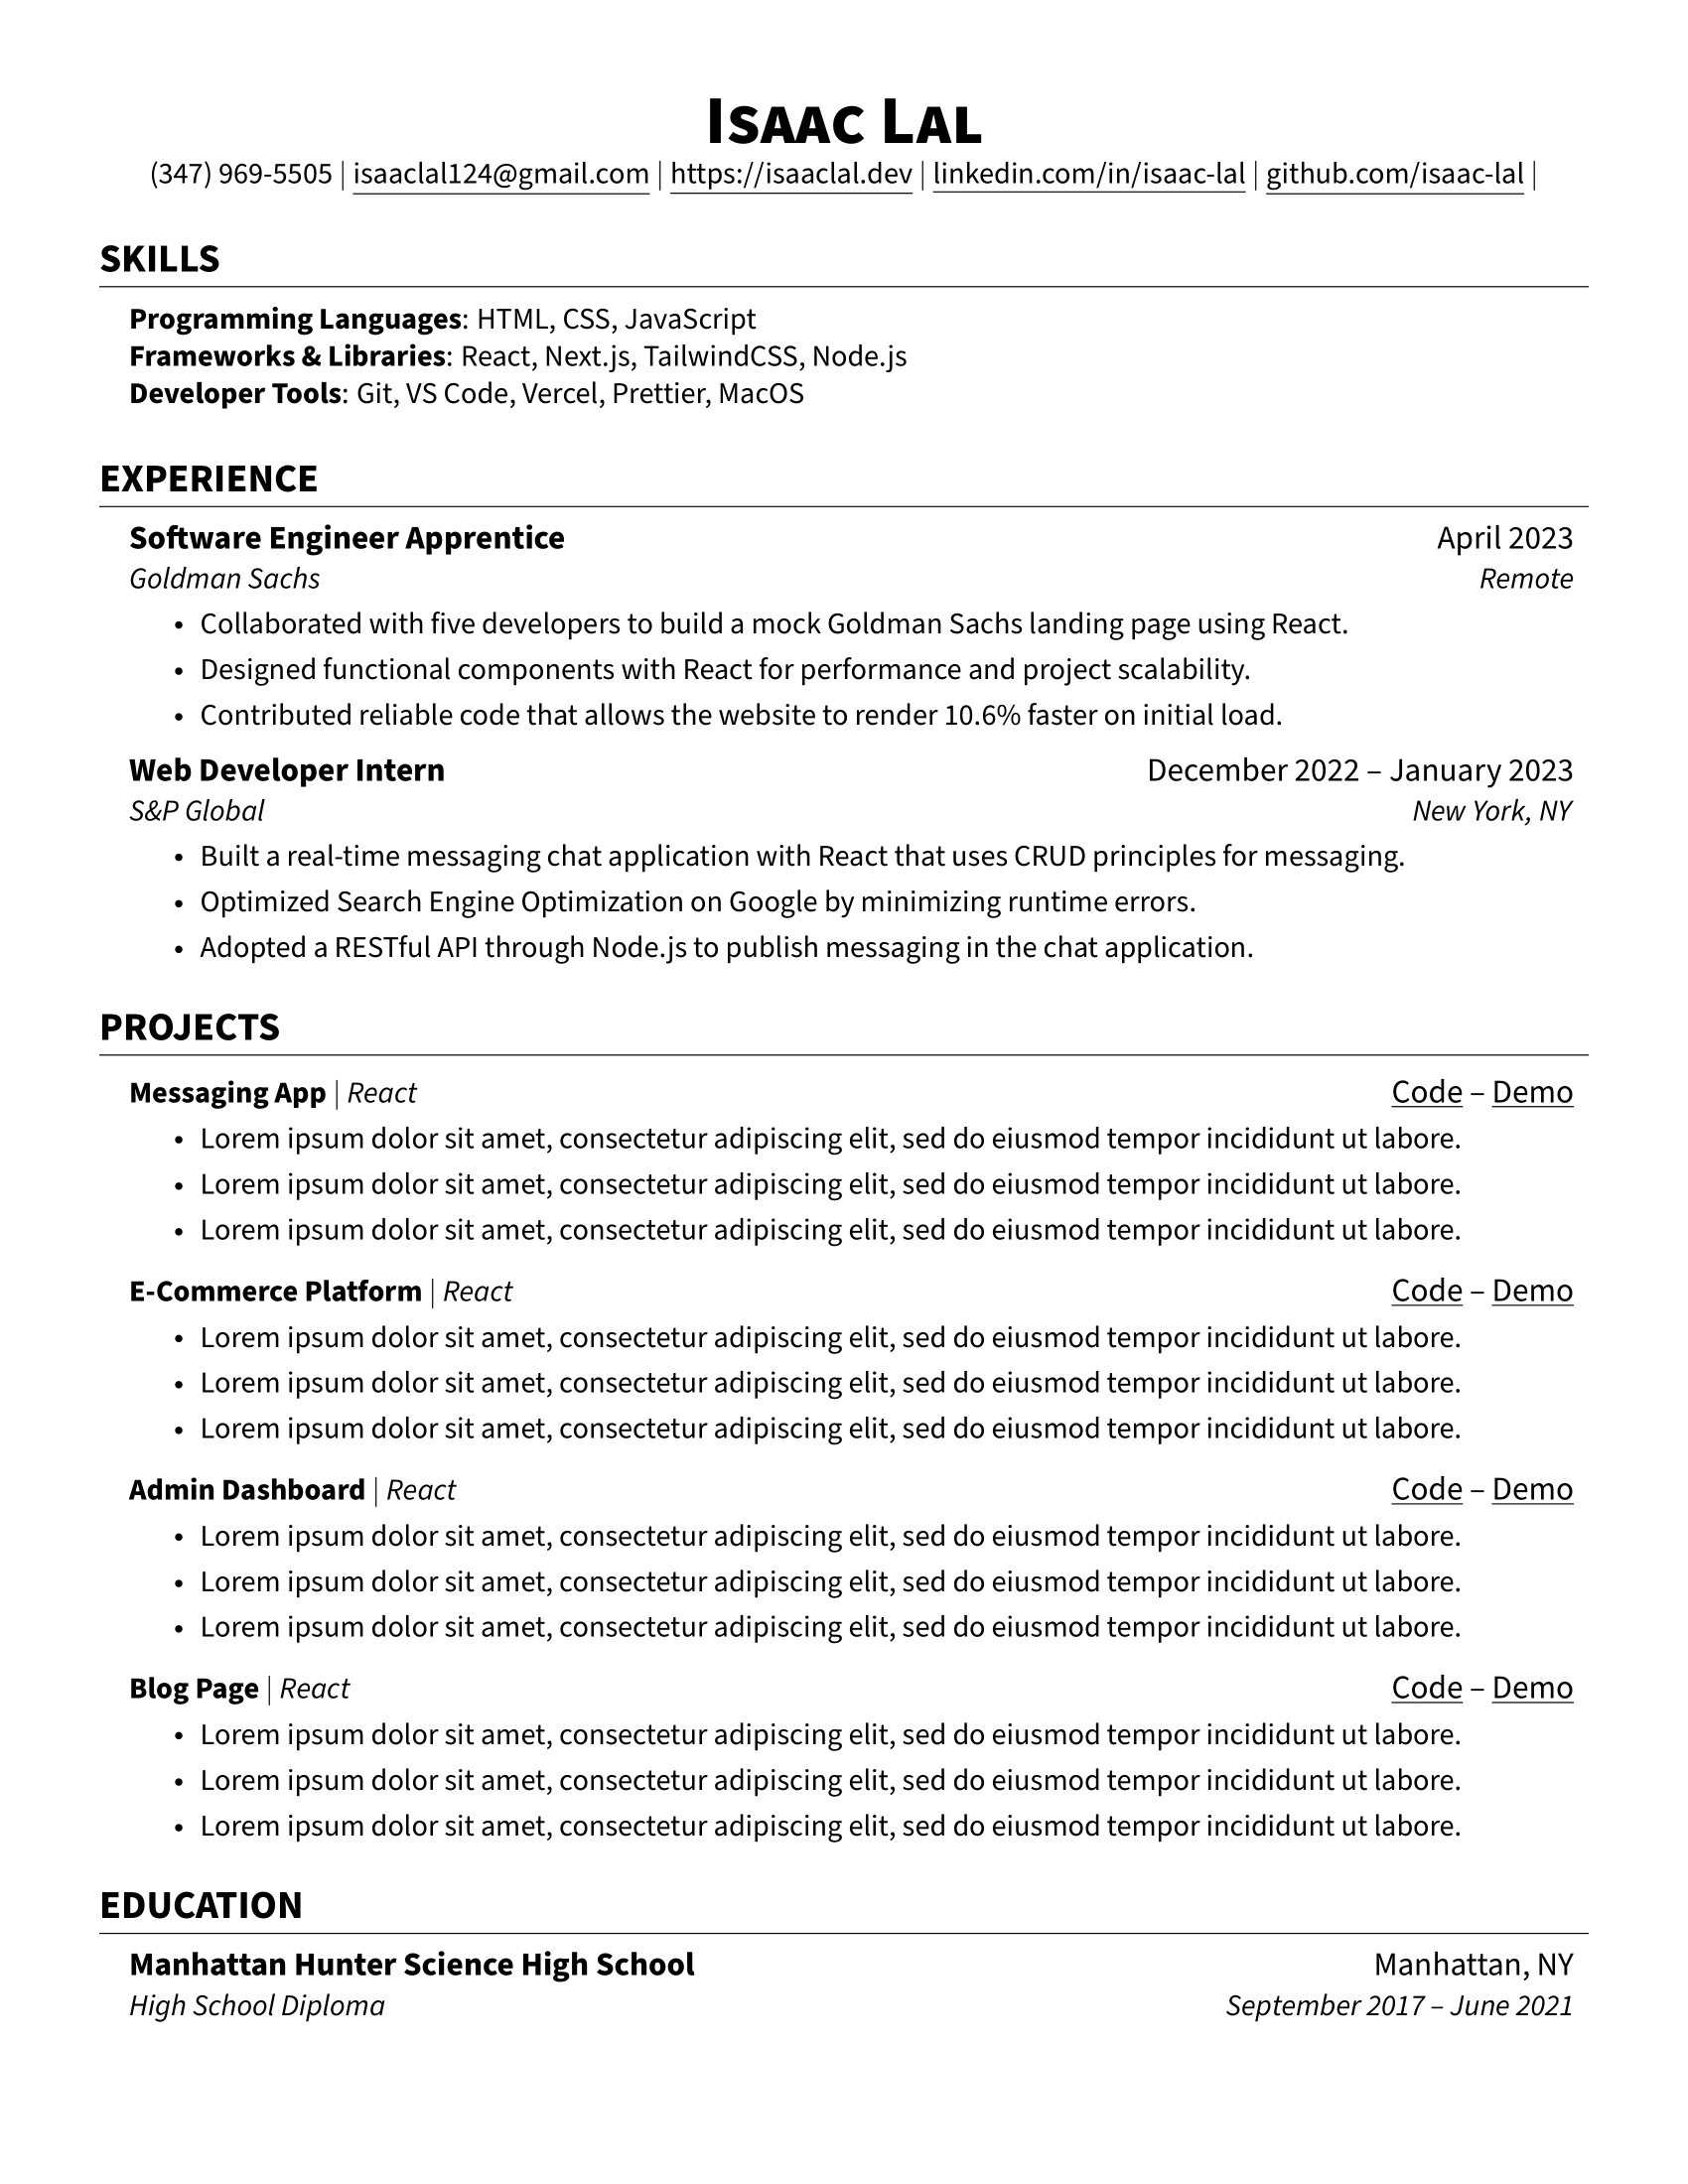 Isaac Lal
(347) 969-5505 | isaaclal124@gmail.com | https://isaaclal.dev | linkedin.com/in/isaac-lal | github.com/isaac-lal |
SKILLS
Programming Languages: HTML, CSS, JavaScript
Frameworks & Libraries: React, Next.js, TailwindCSS, Node.js
Developer Tools: Git, VS Code, Vercel, Prettier, MacOS
EXPERIENCE
Software Engineer Apprentice April 2023
Goldman Sachs Remote
• Collaborated with five developers to build a mock Goldman Sachs landing page using React.
• Designed functional components with React for performance and project scalability.
• Contributed reliable code that allows the website to render 10.6% faster on initial load.
Web Developer Intern December 2022 – January 2023
S&P Global New York, NY
• Built a real-time messaging chat application with React that uses CRUD principles for messaging.
• Optimized Search Engine Optimization on Google by minimizing runtime errors.
• Adopted a RESTful API through Node.js to publish messaging in the chat application.
PROJECTS
Messaging App | React Code – Demo
• Lorem ipsum dolor sit amet, consectetur adipiscing elit, sed do eiusmod tempor incididunt ut labore.
• Lorem ipsum dolor sit amet, consectetur adipiscing elit, sed do eiusmod tempor incididunt ut labore.
• Lorem ipsum dolor sit amet, consectetur adipiscing elit, sed do eiusmod tempor incididunt ut labore.
E-Commerce Platform | React Code – Demo
• Lorem ipsum dolor sit amet, consectetur adipiscing elit, sed do eiusmod tempor incididunt ut labore.
• Lorem ipsum dolor sit amet, consectetur adipiscing elit, sed do eiusmod tempor incididunt ut labore.
• Lorem ipsum dolor sit amet, consectetur adipiscing elit, sed do eiusmod tempor incididunt ut labore.
Admin Dashboard | React Code – Demo
• Lorem ipsum dolor sit amet, consectetur adipiscing elit, sed do eiusmod tempor incididunt ut labore.
• Lorem ipsum dolor sit amet, consectetur adipiscing elit, sed do eiusmod tempor incididunt ut labore.
• Lorem ipsum dolor sit amet, consectetur adipiscing elit, sed do eiusmod tempor incididunt ut labore.
Blog Page | React Code – Demo
• Lorem ipsum dolor sit amet, consectetur adipiscing elit, sed do eiusmod tempor incididunt ut labore.
• Lorem ipsum dolor sit amet, consectetur adipiscing elit, sed do eiusmod tempor incididunt ut labore.
• Lorem ipsum dolor sit amet, consectetur adipiscing elit, sed do eiusmod tempor incididunt ut labore.
EDUCATION
Manhattan Hunter Science High School Manhattan, NY
High School Diploma September 2017 – June 2021